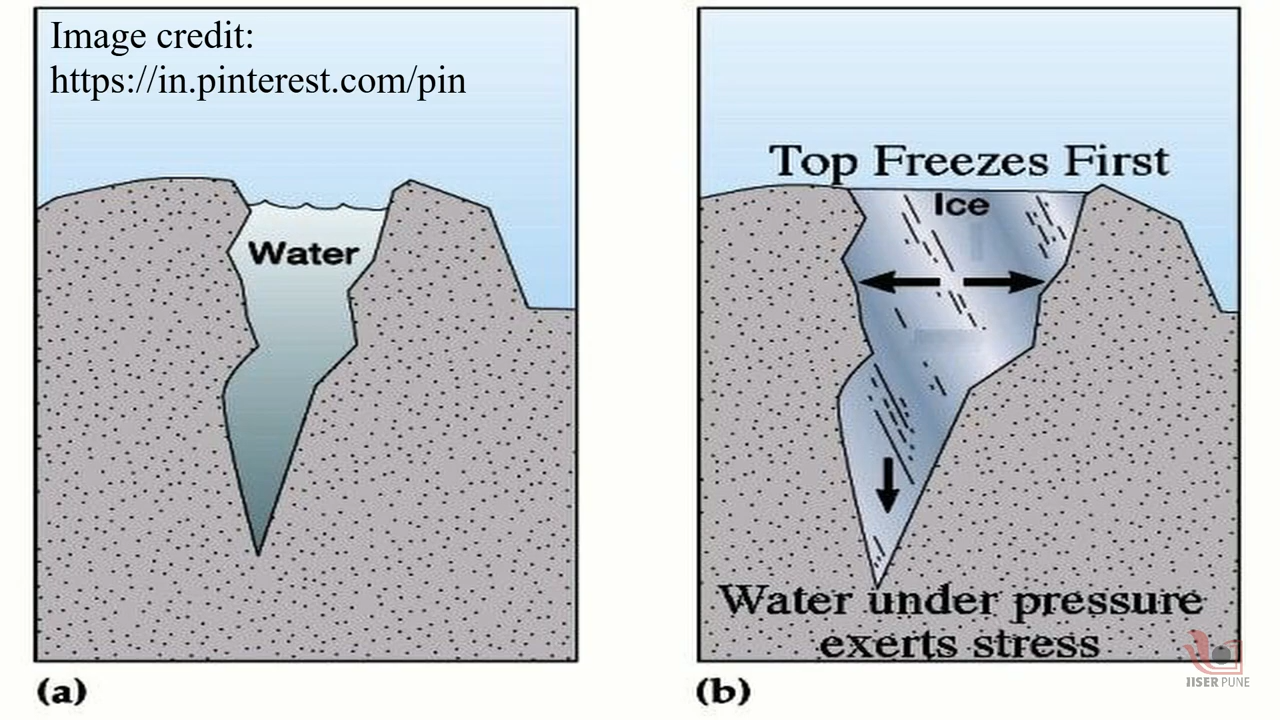 Image credit:
https://in.pinterest.com/pin
Water
(a)
Top Freezes First
Ice
Water under pressure
exerts stress
(b)
IISER PUNE